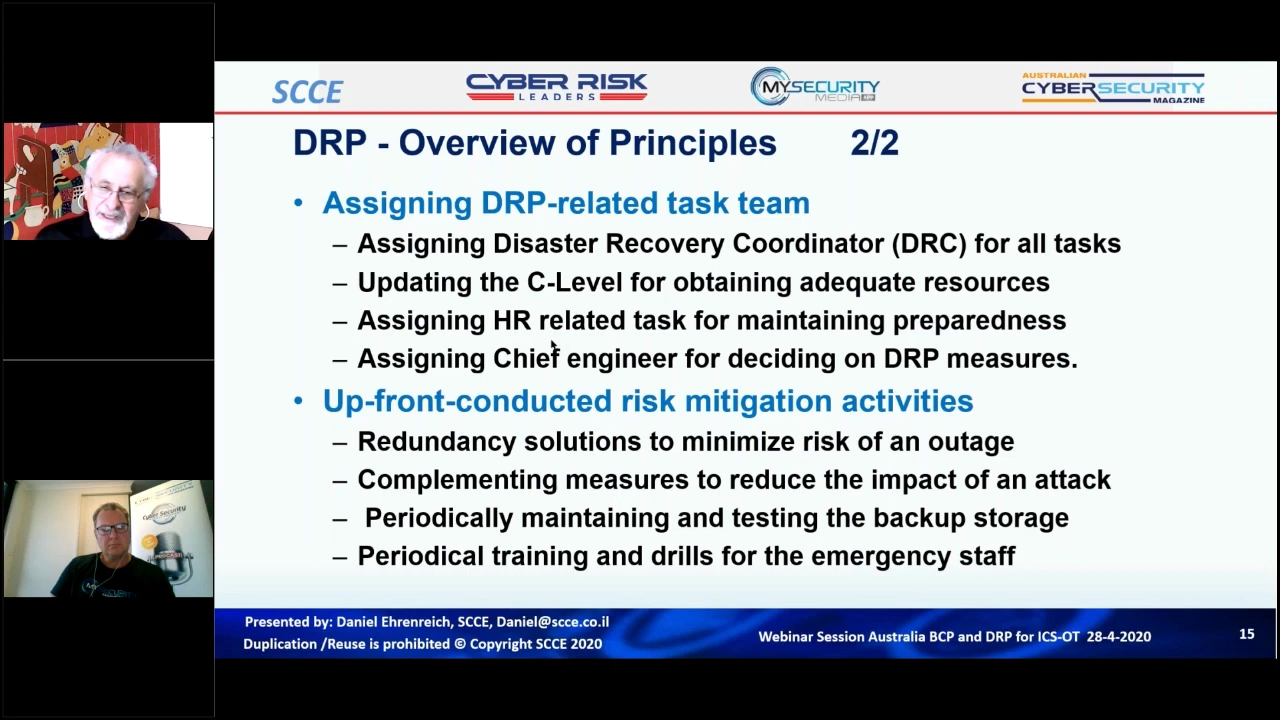 SCCE
CYBER RISK
LEADERS
MYSECURITY
MEDIA
AUSTRALIAN
CYBERSECURITY
MAGAZINE
DRP - Overview of Principles 2/2
• Assigning DRP-related task team
– Assigning Disaster Recovery Coordinator (DRC) for all tasks
– Updating the C-Level for obtaining adequate resources
– Assigning HR related task for maintaining preparedness
– Assigning Chief engineer for deciding on DRP measures.
• Up-front-conducted risk mitigation activities
– Redundancy solutions to minimize risk of an outage
– Complementing measures to reduce the impact of an attack
– Periodically maintaining and testing the backup storage
– Periodical training and drills for the emergency staff
Cyber Security
PODCAST
Presented by: Daniel Ehrenreich, SCCE, Daniel@scce.co.il
Duplication /Reuse is prohibited © Copyright SCCE 2020
Webinar Session Australia BCP and DRP for ICS-OT 28-4-2020
15